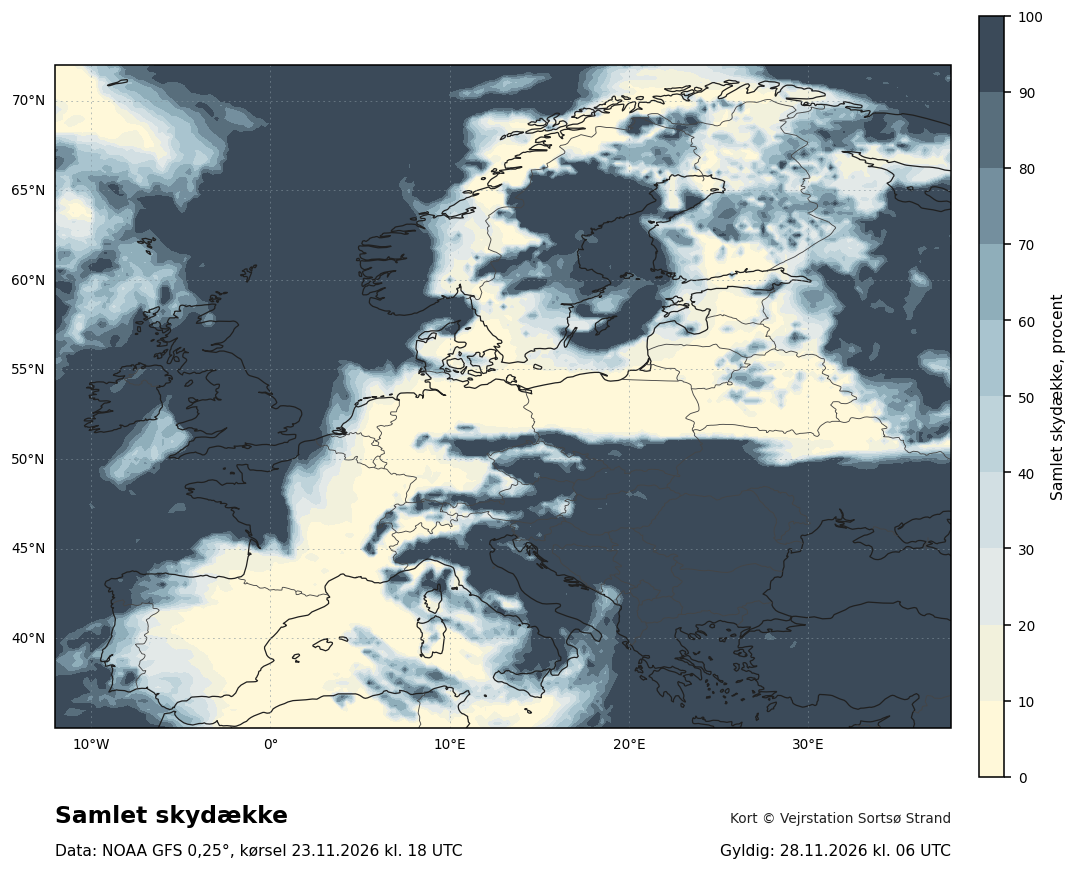 100
90
80
70
60
50
40
30
20
10
0
Samlet skydække, procent
70°N
65°N
60°N
55°N
50°N
45°N
40°N
10°W
0°
10°E
20°E
30°E
Samlet skydække
Kort © Vejrstation Sortsø Strand
Data: NOAA GFS 0,25°, kørsel 23.11.2026 kl. 18 UTC
Gyldig: 28.11.2026 kl. 06 UTC